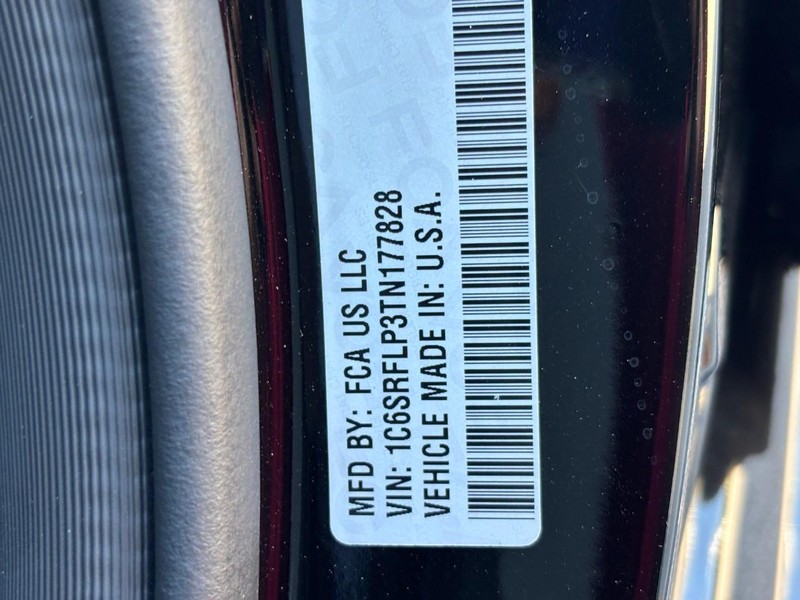 MFD BY: FCA US LLC
VIN: 1C6SRFLP3TN177828
VEHICLE MADE IN: U.S.A.